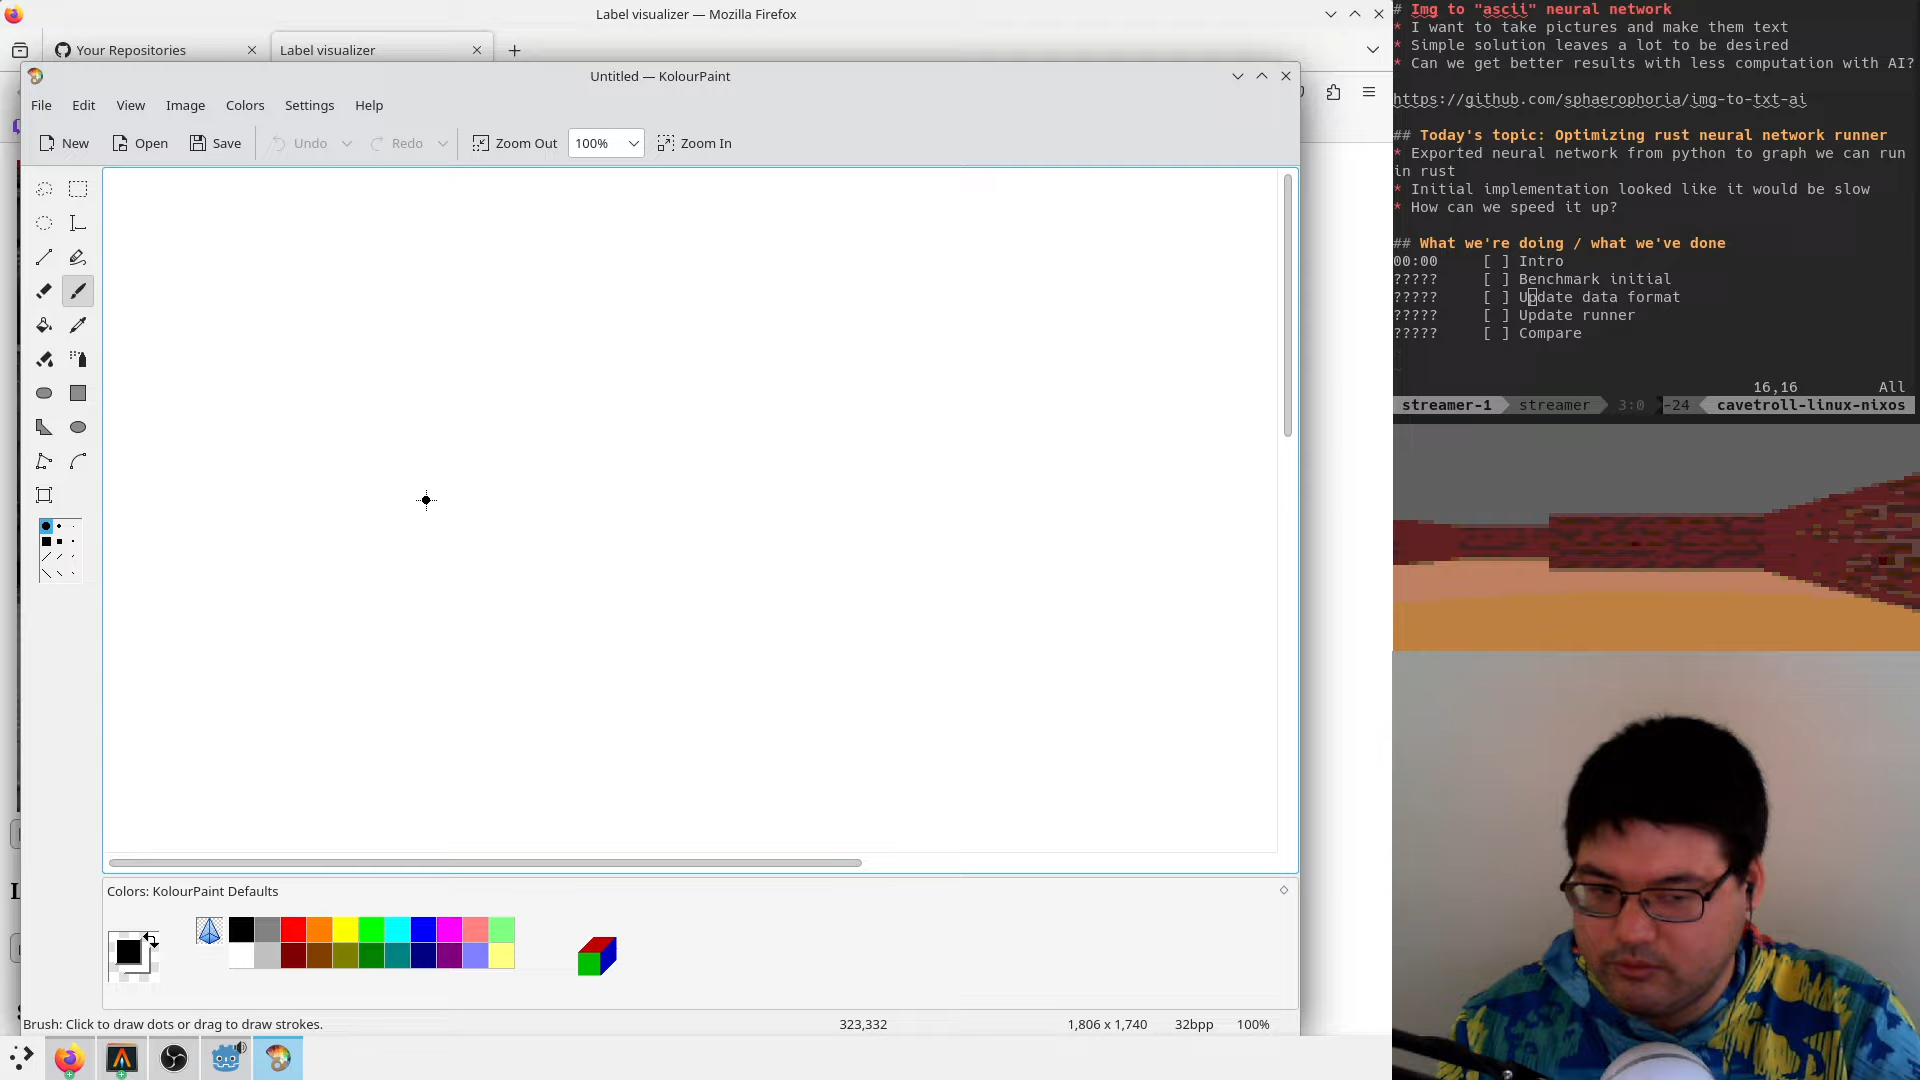 Label visualizer — Mozilla Firefox
Your Repositories
Label visualizer
Untitled — KolourPaint
File Edit View Image Colors Settings Help
New Open Save Undo Redo Zoom Out 100% Zoom In
Colors: KolourPaint Defaults
Brush: Click to draw dots or drag to draw strokes.
323,332
1,806 x 1,740
32bpp
100%
# Img to "ascii" neural network
* I want to take pictures and make them text
* Simple solution leaves a lot to be desired
* Can we get better results with less computation with AI?
https://github.com/sphaerophoria/img-to-txt-ai
## Today's topic: Optimizing rust neural network runner
* Exported neural network from python to graph we can run
in rust
* Initial implementation looked like it would be slow
* How can we speed it up?
## What we're doing / what we've done
00:00 [ ] Intro
????? [ ] Benchmark initial
????? [ ] Update data format
????? [ ] Update runner
????? [ ] Compare
~
16,16 All
streamer-1 streamer 3:0 -24 cavetroll-linux-nixos